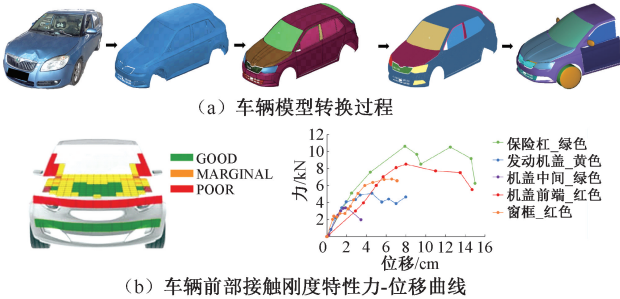 （a）车辆模型转换过程
GOOD
MARGINAL
POOR
力/kN
12
10
8
6
4
2
0
0 2 4 6 8 10 12 14 16
位移/cm
保险杠_绿色
发动机盖_黄色
机盖中间_绿色
机盖前端_红色
窗框_红色
（b）车辆前部接触刚度特性力-位移曲线